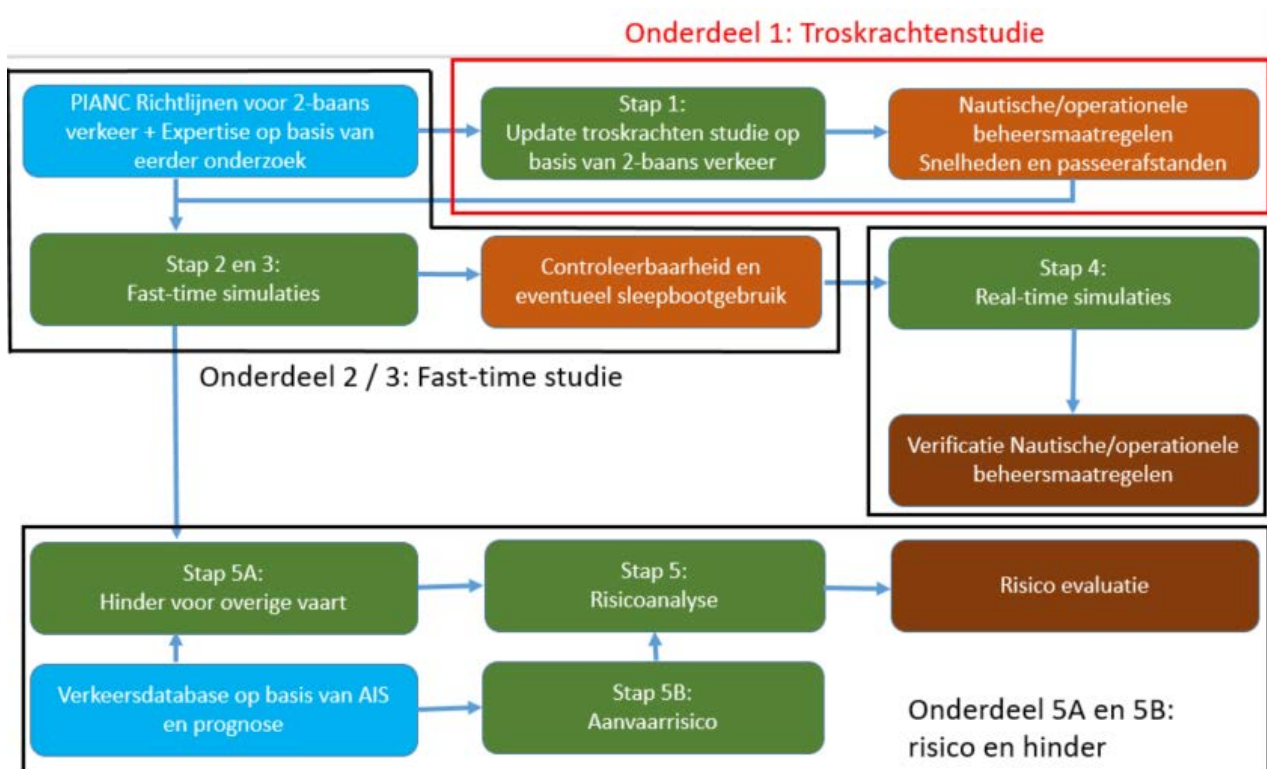 Onderdeel 1: Troskrachtenstudie
PIANC Richtlijnen voor 2-baans
verkeer + Expertise op basis van
eerder onderzoek
Stap 1:
Update troskrachten studie op
basis van 2-baans verkeer
Nautische/operationele
beheersmaatregelen
Snelheden en passeerafstanden
Stap 2 en 3:
Fast-time simulaties
Controleerbaarheid en
eventueel sleepbootgebruik
Stap 4:
Real-time simulaties
Onderdeel 2 / 3: Fast-time studie
Verificatie Nautische/operationele
beheersmaatregelen
Stap 5A:
Hinder voor overige vaart
Stap 5:
Risicoanalyse
Risico evaluatie
Verkeersdatabase op basis van AIS
en prognose
Stap 5B:
Aanvaarrisico
Onderdeel 5A en 5B:
risico en hinder